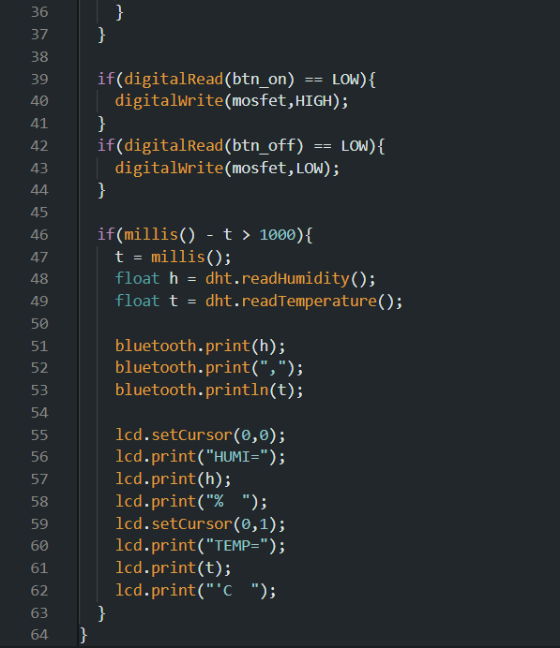 36 }
37 }
38
39 if(digitalRead(btn_on) == LOW){
40 digitalWrite(mosfet,HIGH);
41 }
42 if(digitalRead(btn_off) == LOW){
43 digitalWrite(mosfet,LOW);
44 }
45
46 if(millis() - t > 1000){
47 t = millis();
48 float h = dht.readHumidity();
49 float t = dht.readTemperature();
50
51 bluetooth.print(h);
52 bluetooth.print(",");
53 bluetooth.println(t);
54
55 lcd.setCursor(0,0);
56 lcd.print("HUMI=");
57 lcd.print(h);
58 lcd.print("%  ");
59 lcd.setCursor(0,1);
60 lcd.print("TEMP=");
61 lcd.print(t);
62 lcd.print("'C  ");
63 }
64 }